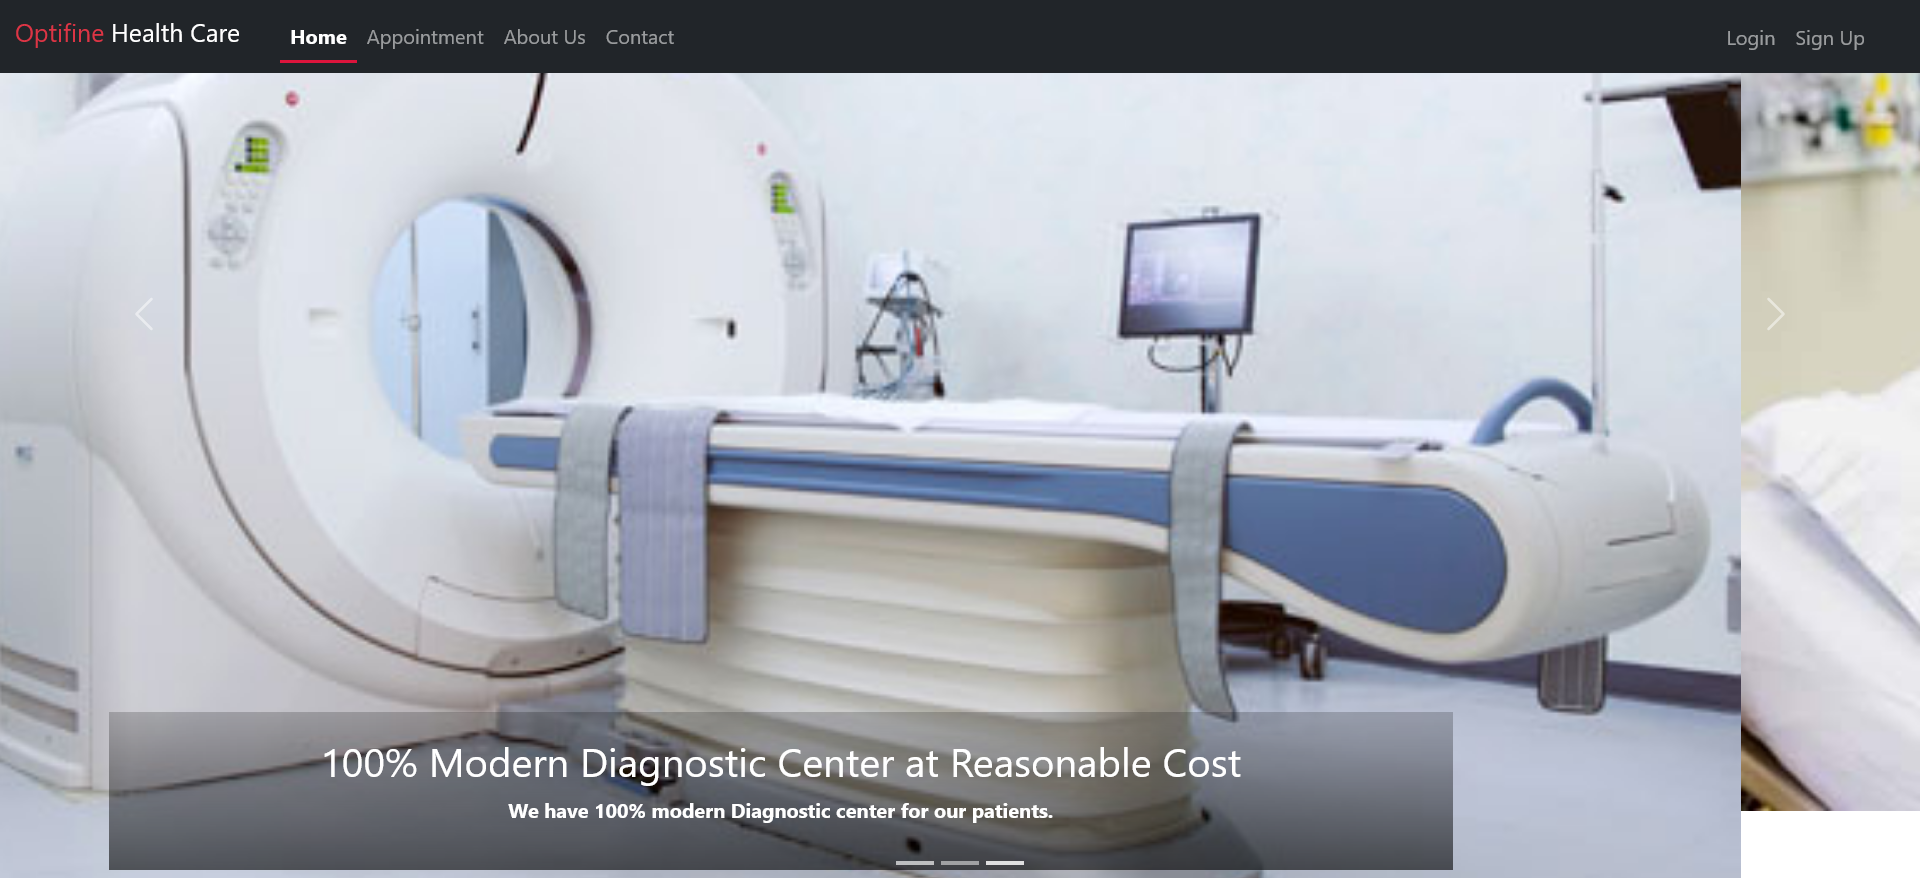 Optifine Health Care
Home Appointment About Us Contact
Login Sign Up
100% Modern Diagnostic Center at Reasonable Cost
We have 100% modern Diagnostic center for our patients.